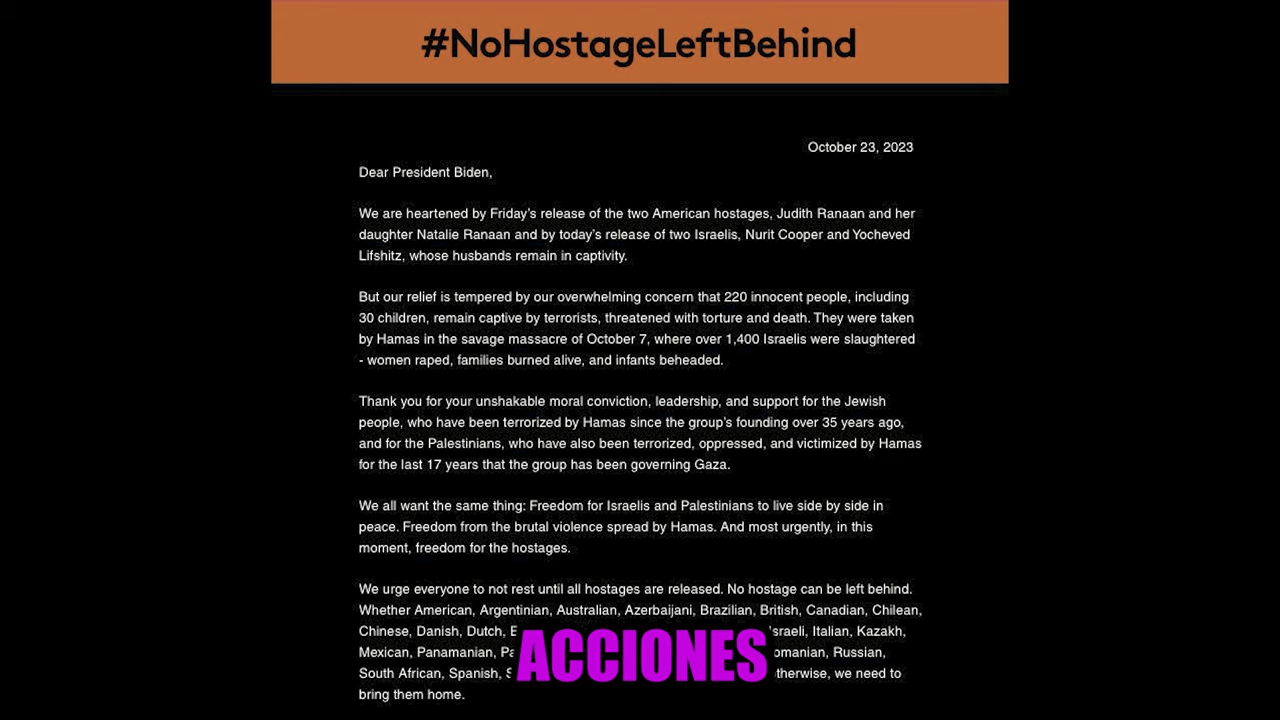 #NoHostageLeftBehind
October 23, 2023
Dear President Biden,
We are heartened by Friday's release of the two American hostages, Judith Ranaan and her
daughter Natalie Ranaan and by today's release of two Israelis, Nurit Cooper and Yocheved
Lifshitz, whose husbands remain in captivity.
But our relief is tempered by our overwhelming concern that 220 innocent people, including
30 children, remain captive by terrorists, threatened with torture and death. They were taken
by Hamas in the savage massacre of October 7, where over 1,400 Israelis were slaughtered
- women raped, families burned alive, and infants beheaded.
Thank you for your unshakable moral conviction, leadership, and support for the Jewish
people, who have been terrorized by Hamas since the group's founding over 35 years ago,
and for the Palestinians, who have also been terrorized, oppressed, and victimized by Hamas
for the last 17 years that the group has been governing Gaza.
We all want the same thing: Freedom for Israelis and Palestinians to live side by side in
peace. Freedom from the brutal violence spread by Hamas. And most urgently, in this
moment, freedom for the hostages.
We urge everyone to not rest until all hostages are released. No hostage can be left behind.
Whether American, Argentinian, Australian, Azerbaijani, Brazilian, British, Canadian, Chilean,
Chinese, Danish, Dutch, Italian, Kazakh,
Mexican, Panamanian, Russian,
South African, Spanish, we need to
bring them home.
ACCIONES